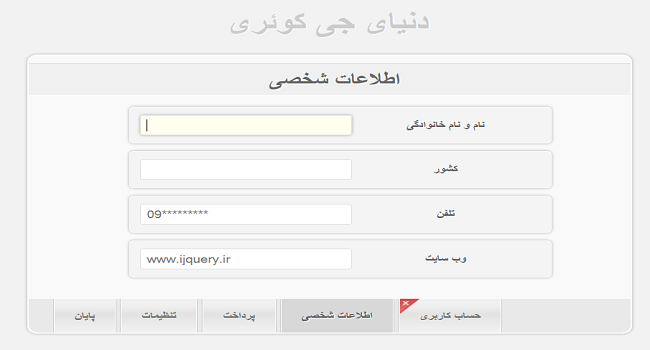 دنیای جی کوئری
اطلاعات شخصی
نام و نام خانوادگی
کشور
تلفن
09*********
وب سایت
www.ijquery.ir
حساب کاربری
اطلاعات شخصی
پرداخت
تنظیمات
پایان